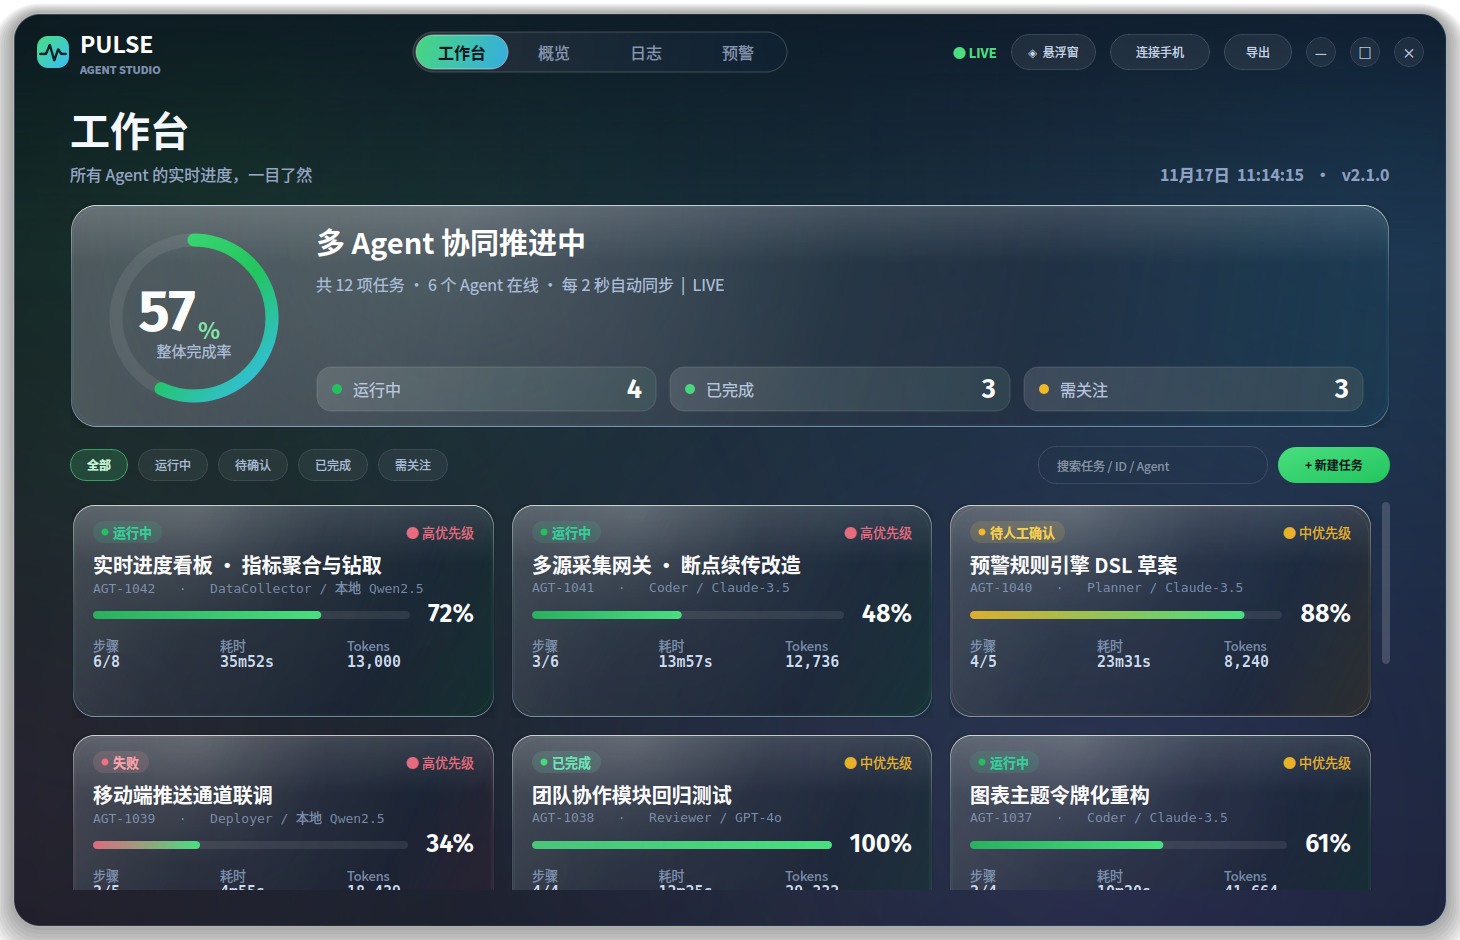 PULSE
AGENT STUDIO
工作台 概览 日志 预警
LIVE ◈ 悬浮窗 连接手机 导出
工作台
所有 Agent 的实时进度，一目了然
11月17日 11:14:15 • v2.1.0
57%
整体完成率
多 Agent 协同推进中
共 12 项任务 • 6 个 Agent 在线 • 每 2 秒自动同步 | LIVE
运行中 4 已完成 3 需关注 3
全部 运行中 待确认 已完成 需关注
搜索任务 / ID / Agent + 新建任务
运行中 高优先级
实时进度看板 • 指标聚合与钻取
AGT-1042 · DataCollector / 本地 Qwen2.5
72%
步骤 耗时 Tokens
6/8 35m52s 13,000
运行中 高优先级
多源采集网关 • 断点续传改造
AGT-1041 · Coder / Claude-3.5
48%
步骤 耗时 Tokens
3/6 13m57s 12,736
待人工确认 中优先级
预警规则引擎 DSL 草案
AGT-1040 · Planner / Claude-3.5
88%
步骤 耗时 Tokens
4/5 23m31s 8,240
失败 高优先级
移动端推送通道联调
AGT-1039 · Deployer / 本地 Qwen2.5
34%
步骤 耗时 Tokens
已完成 中优先级
团队协作模块回归测试
AGT-1038 · Reviewer / GPT-4o
100%
步骤 耗时 Tokens
运行中 中优先级
图表主题令牌化重构
AGT-1037 · Coder / Claude-3.5
61%
步骤 耗时 Tokens